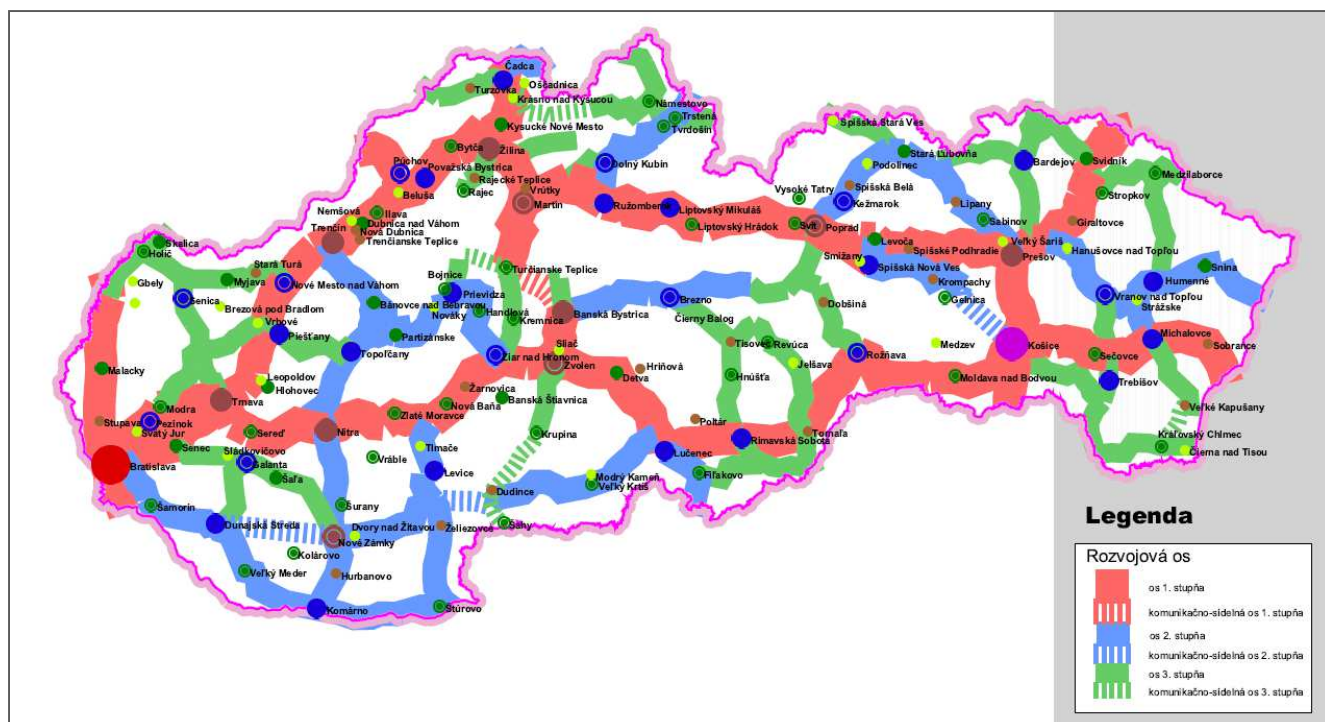 Čadca
Oščadnica
Turzovka
Krásno nad Kysucou
Námestovo
Trstená
Tvrdošín
Kysucké Nové Mesto
Spišská Stará Ves
Bytča
Žilina
Stará Ľubovňa
Svidník
Púchov
Považská Bystrica
Podolínec
Bardejov
Medzilaborce
Dolný Kubín
Rajecké Teplice
Rajec
Vrútky
Spišská Belá
Beluša
Vysoké Tatry
Kežmarok
Lipany
Stropkov
Martin
Ružomberok
Liptovský Mikuláš
Nemšová
Ilava
Dubnica nad Váhom
Nová Dubnica
Sabinov
Giraltovce
Trenčín
Trenčianske Teplice
Liptovský Hrádok
Svit
Poprad
Levoča
Veľký Šariš
Skalica
Holíč
Spišské Podhradie
Prešov
Hanušovce nad Topľou
Smižany
Spišská Nová Ves
Stará Turá
Bojnice
Turčianske Teplice
Snina
Gbely
Myjava
Nové Mesto nad Váhom
Krompachy
Humenné
Prievidza
Senica
Bánovce nad Bebravou
Brezno
Gelnica
Vranov nad Topľou
Brezová pod Bradlom
Nováky
Handlová
Dobšiná
Strážske
Kremnica
Banská Bystrica
Čierny Balog
Vrbové
Piešťany
Partizánske
Tisovec
Revúca
Medzev
Košice
Michalovce
Sobrance
Sliač
Topoľčany
Žiar nad Hronom
Rožňava
Sečovce
Zvolen
Jelšava
Malacky
Hriňová
Hnúšťa
Moldava nad Bodvou
Trebišov
Leopoldov
Hlohovec
Detva
Žarnovica
Banská Štiavnica
Trnava
Nová Baňa
Modra
Zlaté Moravce
Veľké Kapušany
Stupava
Pezinok
Svätý Jur
Poltár
Sereď
Nitra
Krupina
Tornaľa
Rimavská Sobota
Senec
Tlmače
Kráľovský Chlmec
Čierna nad Tisou
Sládkovičovo
Vráble
Lučenec
Bratislava
Galanta
Levice
Fiľakovo
Šaľa
Modrý Kameň
Veľký Krtíš
Dudince
Šamorín
Šurany
Dunajská Streda
Dvory nad Žitavou
Želiezovce
Šahy
Nové Zámky
Kolárovo
Veľký Meder
Hurbanovo
Komárno
Štúrovo
Legenda
Rozvojová os
os 1. stupňa
komunikačno-sídelná os 1. stupňa
os 2. stupňa
komunikačno-sídelná os 2. stupňa
os 3. stupňa
komunikačno-sídelná os 3. stupňa